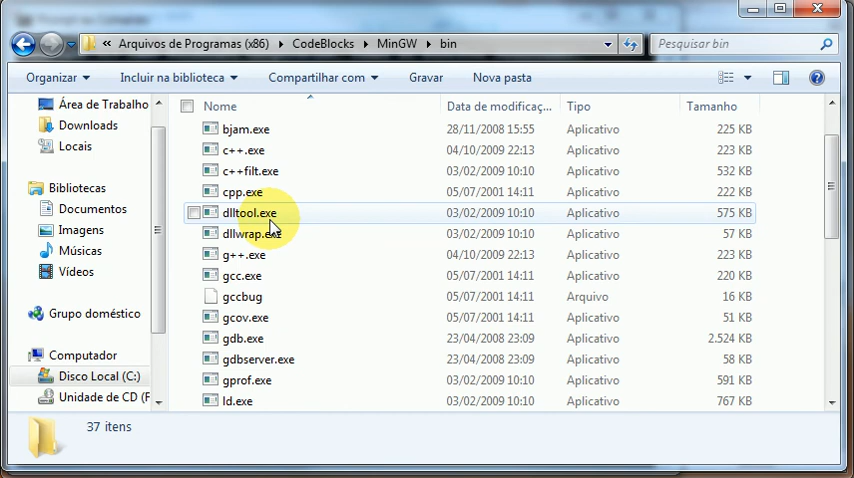 « Arquivos de Programas (x86) CodeBlocks MinGW bin Pesquisar bin
Organizar Incluir na biblioteca Compartilhar com Gravar Nova pasta
Área de Trabalho
Downloads
Locais
Bibliotecas
Documentos
Imagens
Músicas
Vídeos
Grupo doméstico
Computador
Disco Local (C:)
Unidade de CD (F
Nome Data de modificaç... Tipo Tamanho
bjam.exe 28/11/2008 15:55 Aplicativo 225 KB
c++.exe 04/10/2009 22:13 Aplicativo 223 KB
c++filt.exe 03/02/2009 10:10 Aplicativo 532 KB
cpp.exe 05/07/2001 14:11 Aplicativo 222 KB
dlltool.exe 03/02/2009 10:10 Aplicativo 575 KB
dllwrap.exe 03/02/2009 10:10 Aplicativo 57 KB
g++.exe 04/10/2009 22:13 Aplicativo 223 KB
gcc.exe 05/07/2001 14:11 Aplicativo 220 KB
gccbug 05/07/2001 14:11 Arquivo 16 KB
gcov.exe 05/07/2001 14:11 Aplicativo 51 KB
gdb.exe 23/04/2008 23:09 Aplicativo 2.524 KB
gdbserver.exe 23/04/2008 23:09 Aplicativo 58 KB
gprof.exe 03/02/2009 10:10 Aplicativo 591 KB
ld.exe 03/02/2009 10:10 Aplicativo 767 KB
37 itens